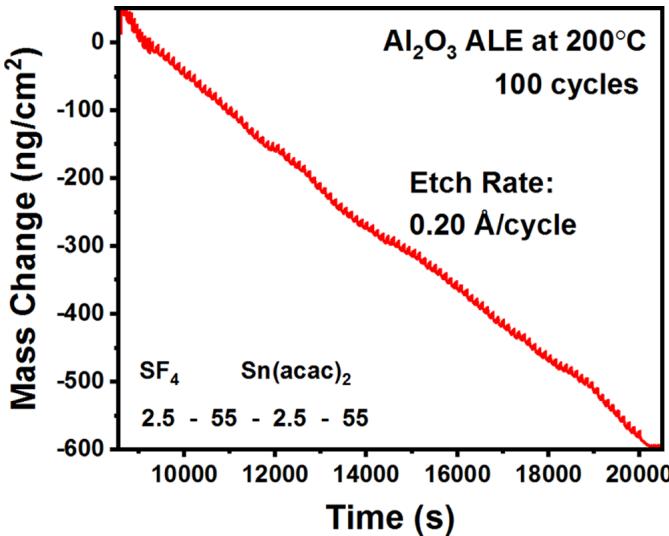 Al₂O₃ ALE at 200°C
100 cycles
Etch Rate:
0.20 Å/cycle
SF₄ Sn(acac)₂
2.5 - 55 - 2.5 - 55
Mass Change (ng/cm²)
0
-100
-200
-300
-400
-500
-600
10000 12000 14000 16000 18000 20000
Time (s)